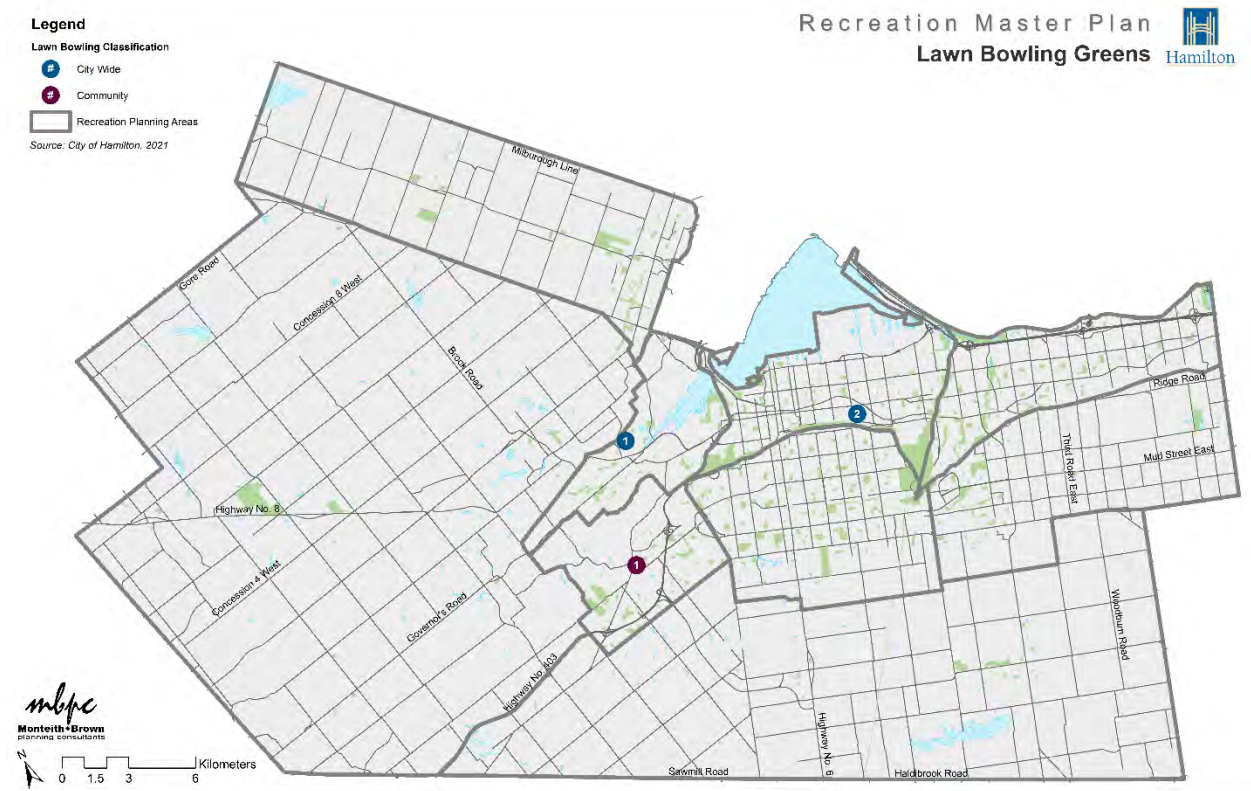 Legend
Lawn Bowling Classification
# City Wide
# Community
Recreation Planning Areas
Source: City of Hamilton, 2021
Recreation Master Plan
Lawn Bowling Greens
Hamilton
Milburough Line
Gore Road
Concession 8 West
Brock Road
Ridge Road
2
1
Third Road East
Mud Street East
Highway No. 8
1
Concession 4 West
Governor's Road
Woodburn Road
Highway No. 403
Highway No. 6
Sawmill Road
Haldibrook Road
mbpc
Monteith+Brown
planning consultants
N
Kilometers
0 1.5 3 6